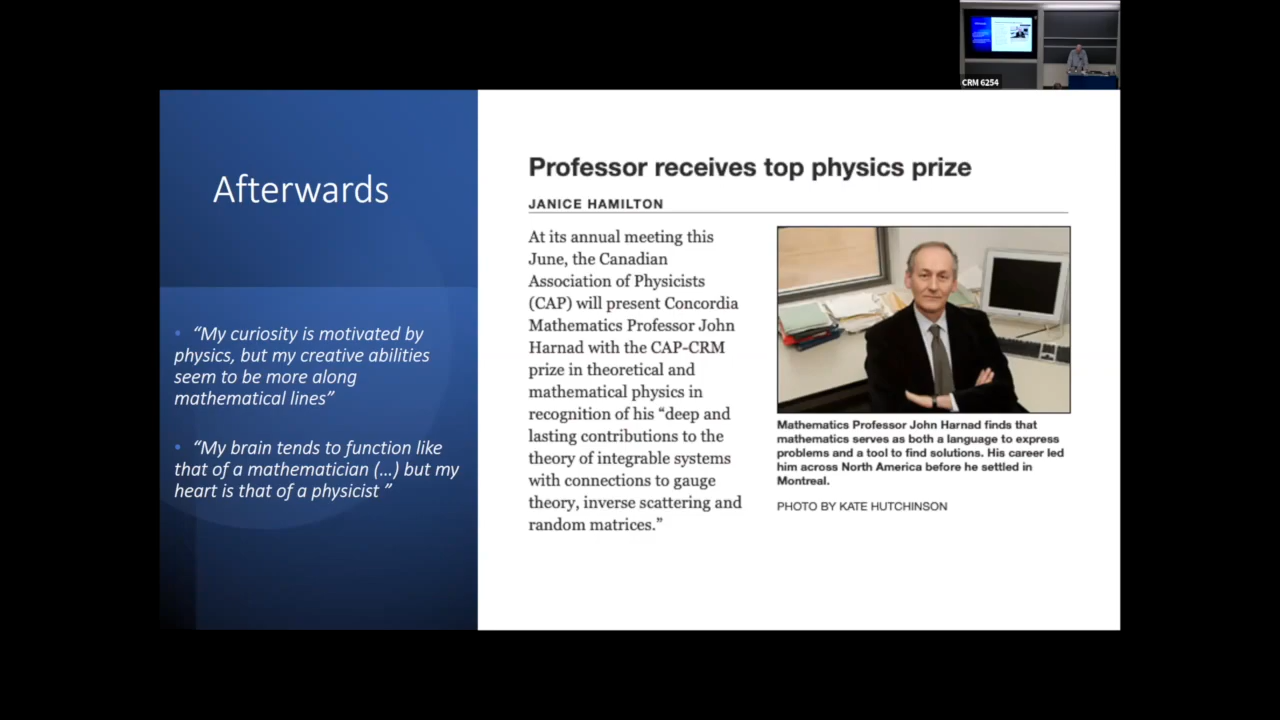 CRM 6254
Afterwards
• “My curiosity is motivated by
physics, but my creative abilities
seem to be more along
mathematical lines”
• “My brain tends to function like
that of a mathematician (...) but my
heart is that of a physicist ”
Professor receives top physics prize
JANICE HAMILTON
At its annual meeting this
June, the Canadian
Association of Physicists
(CAP) will present Concordia
Mathematics Professor John
Harnad with the CAP-CRM
prize in theoretical and
mathematical physics in
recognition of his “deep and
lasting contributions to the
theory of integrable systems
with connections to gauge
theory, inverse scattering and
random matrices.”
Mathematics Professor John Harnad finds that
mathematics serves as both a language to express
problems and a tool to find solutions. His career led
him across North America before he settled in
Montreal.
PHOTO BY KATE HUTCHINSON